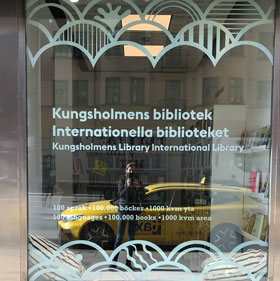 Kungsholmens bibliotek
Internationella biblioteket
Kungsholmens Library International Library
100 språk • 100.000 böcker • 1000 kvm yta
100 languages • 100,000 books • 1000 kvm area